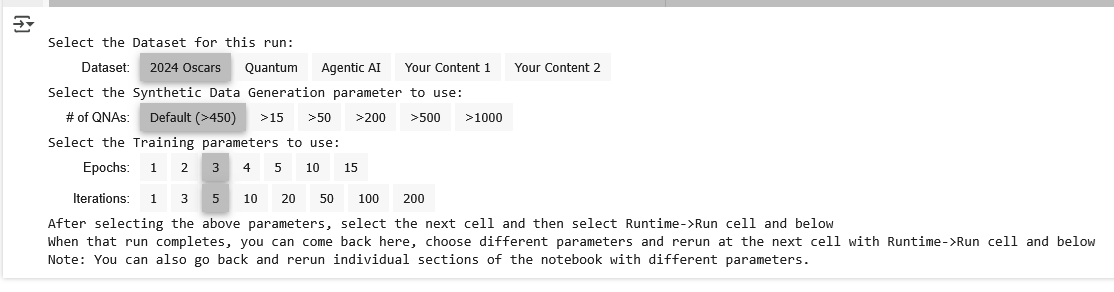 Select the Dataset for this run:
Dataset: 2024 Oscars Quantum Agentic AI Your Content 1 Your Content 2
Select the Synthetic Data Generation parameter to use:
# of QNAs: Default (>450) >15 >50 >200 >500 >1000
Select the Training parameters to use:
Epochs: 1 2 3 4 5 10 15
Iterations: 1 3 5 10 20 50 100 200
After selecting the above parameters, select the next cell and then select Runtime->Run cell and below
When that run completes, you can come back here, choose different parameters and rerun at the next cell with Runtime->Run cell and below
Note: You can also go back and rerun individual sections of the notebook with different parameters.